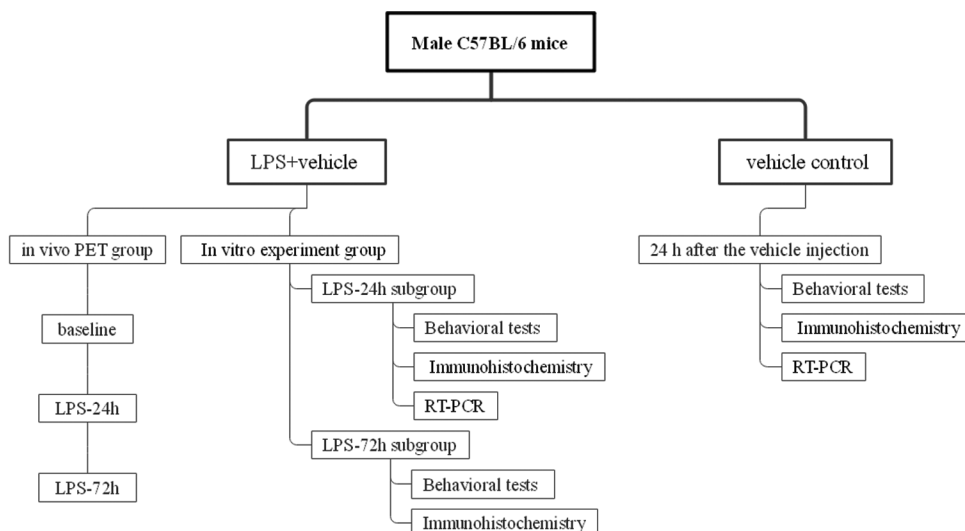 Male C57BL/6 mice
LPS+vehicle
vehicle control
in vivo PET group
In vitro experiment group
24 h after the vehicle injection
baseline
LPS-24h
LPS-72h
LPS-24h subgroup
Behavioral tests
Immunohistochemistry
RT-PCR
LPS-72h subgroup
Behavioral tests
Immunohistochemistry
Behavioral tests
Immunohistochemistry
RT-PCR